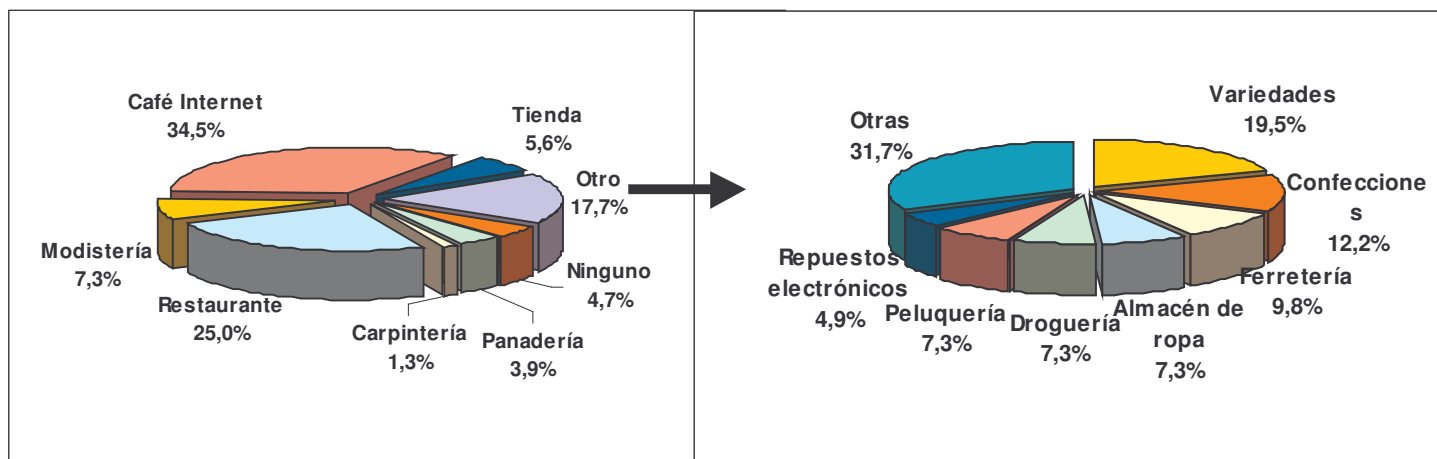 Café Internet
34,5%
Tienda
5,6%
Otro
17,7%
Ninguno
4,7%
Panadería
3,9%
Carpintería
1,3%
Restaurante
25,0%
Modistería
7,3%
Variedades
19,5%
Confeccione
s
12,2%
Ferretería
9,8%
Almacén de
ropa
7,3%
Droguería
7,3%
Peluquería
7,3%
Repuestos
electrónicos
4,9%
Otras
31,7%